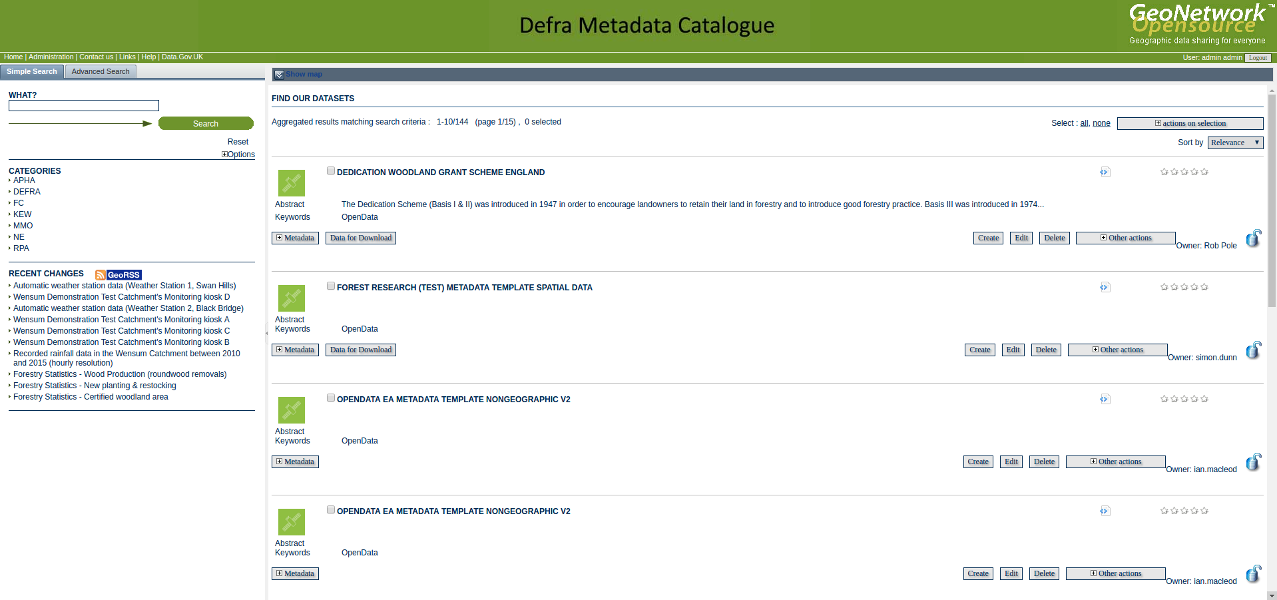 Defra Metadata Catalogue
GeoNetwork™
Opensource
Geographic data sharing for everyone
Home | Administration | Contact us | Links | Help | Data.Gov.UK
User: admin admin Logout
Simple Search Advanced Search
Show map
WHAT?
Search
Reset
Options
CATEGORIES
APHA
DEFRA
FC
KEW
MMO
NE
RPA
RECENT CHANGES GeoRSS
Automatic weather station data (Weather Station 1, Swan Hills)
Wensum Demonstration Test Catchment's Monitoring kiosk D
Automatic weather station data (Weather Station 2, Black Bridge)
Wensum Demonstration Test Catchment's Monitoring kiosk A
Wensum Demonstration Test Catchment's Monitoring kiosk C
Wensum Demonstration Test Catchment's Monitoring kiosk B
Recorded rainfall data in the Wensum Catchment between 2010
and 2015 (hourly resolution)
Forestry Statistics - Wood Production (roundwood removals)
Forestry Statistics - New planting & restocking
Forestry Statistics - Certified woodland area
FIND OUR DATASETS
Aggregated results matching search criteria : 1-10/144 (page 1/15) , 0 selected
Select : all, none actions on selection
Sort by Relevance
DEDICATION WOODLAND GRANT SCHEME ENGLAND
Abstract The Dedication Scheme (Basis I & II) was introduced in 1947 in order to encourage landowners to retain their land in forestry and to introduce good forestry practice. Basis III was introduced in 1974...
Keywords OpenData
Metadata Data for Download Create Edit Delete Other actions Owner: Rob Pole
FOREST RESEARCH (TEST) METADATA TEMPLATE SPATIAL DATA
Abstract
Keywords OpenData
Metadata Data for Download Create Edit Delete Other actions Owner: simon.dunn
OPENDATA EA METADATA TEMPLATE NONGEOGRAPHIC V2
Abstract
Keywords OpenData
Metadata Create Edit Delete Other actions Owner: ian.macleod
OPENDATA EA METADATA TEMPLATE NONGEOGRAPHIC V2
Abstract
Keywords OpenData
Metadata Create Edit Delete Other actions Owner: ian.macleod